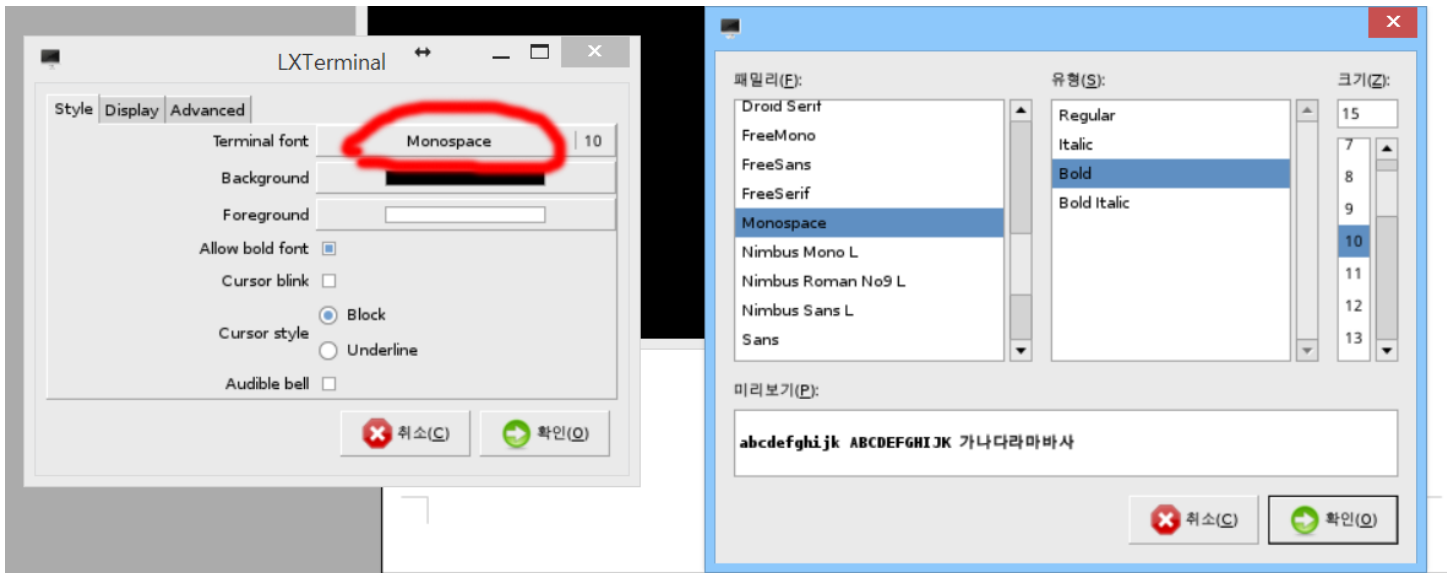 LXTerminal
Style Display Advanced
Terminal font Monospace 10
Background
Foreground
Allow bold font
Cursor blink
Cursor style
Block
Underline
Audible bell
취소(C) 확인(O)
패밀리(F): 유형(S): 크기(Z):
Droid Serif
FreeMono
FreeSans
FreeSerif
Monospace
Nimbus Mono L
Nimbus Roman No9 L
Nimbus Sans L
Sans
Regular
Italic
Bold
Bold Italic
15
7
8
9
10
11
12
13
미리보기(P):
abcdefghijk ABCDEFGHIJK 가나다라마바사
취소(C) 확인(O)